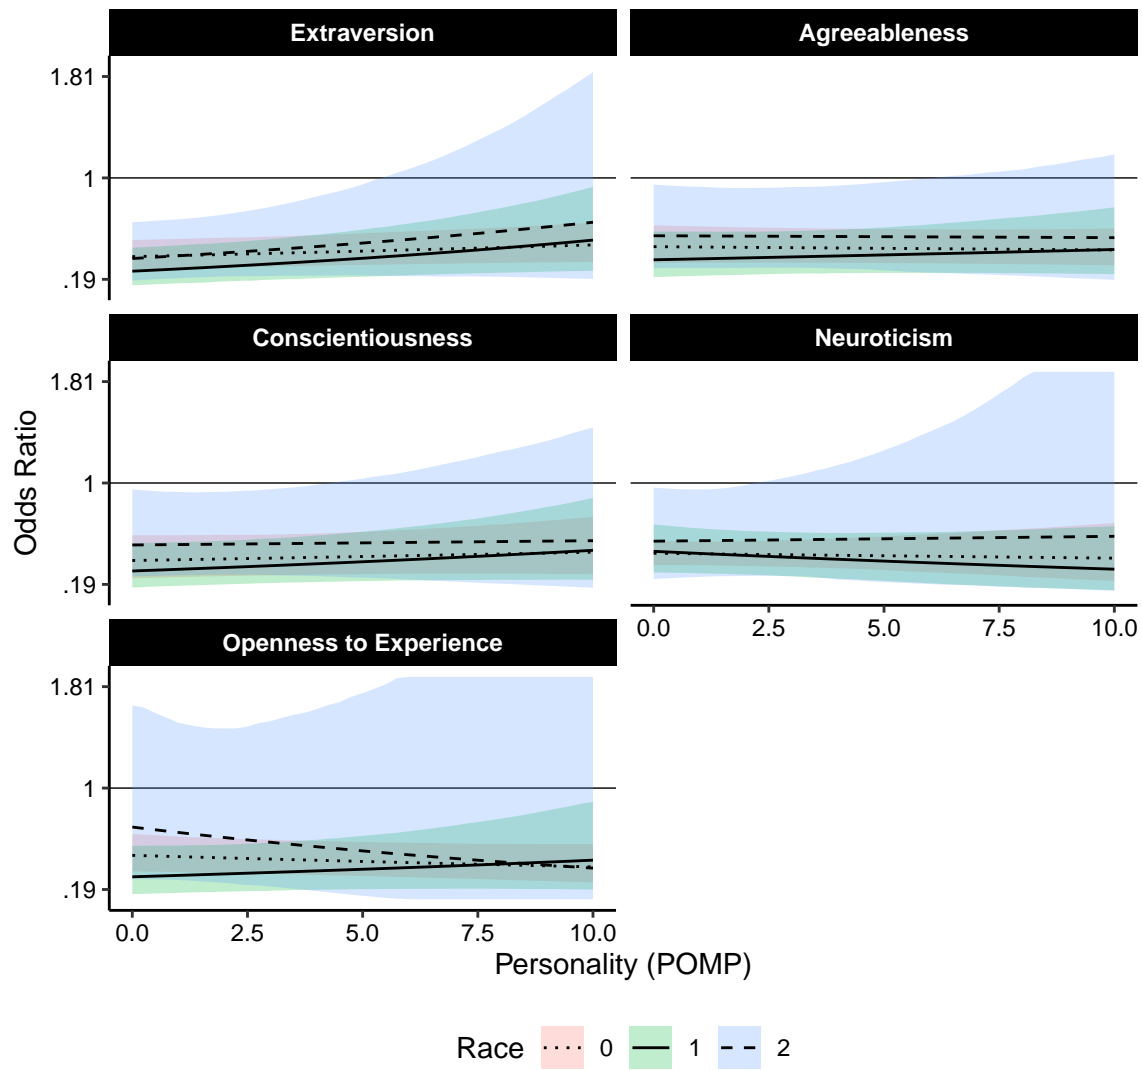 Extraversion
Agreeableness
1.81
1
.19
Conscientiousness
Neuroticism
1.81
1
.19
0.0 2.5 5.0 7.5 10.0
Openness to Experience
1.81
1
.19
0.0 2.5 5.0 7.5 10.0
Odds Ratio
Personality (POMP)
Race 0 1 2